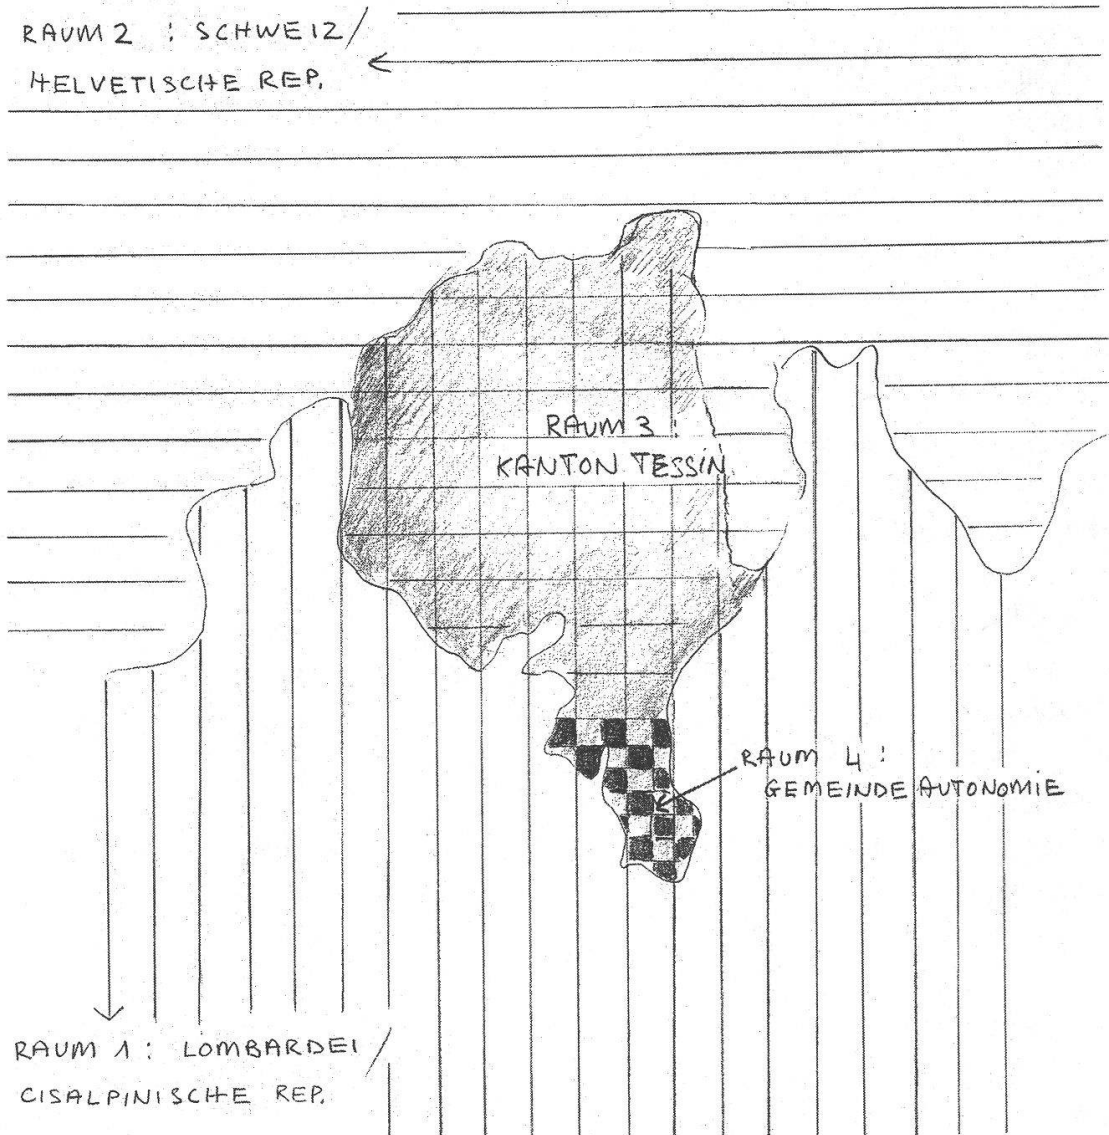 RAUM 2 : SCHWEIZ/
HELVETISCHE REP.
RAUM 3 :
KANTON TESSIN
RAUM 4 :
GEMEINDE AUTONOMIE
RAUM 1 : LOMBARDEI /
CISALPINISCHE REP.